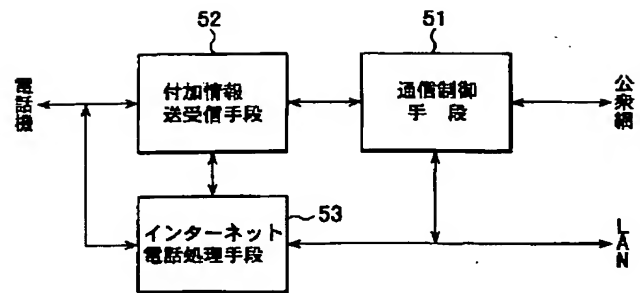 52
51
電話機
付加情報
送受信手段
通信制御
手 段
公衆網
53
インターネット
電話処理手段
LAN